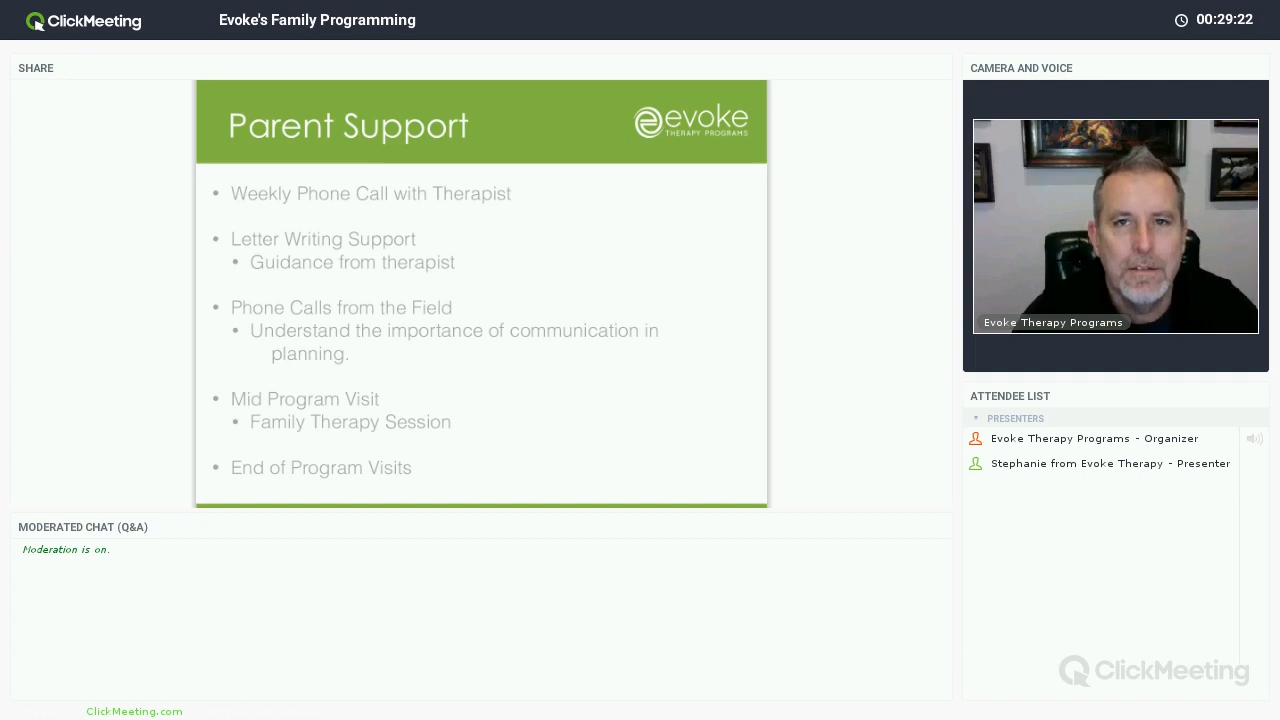 ClickMeeting
Evoke's Family Programming
00:29:22
SHARE
Parent Support
evoke
THERAPY PROGRAMS
• Weekly Phone Call with Therapist
• Letter Writing Support
• Guidance from therapist
• Phone Calls from the Field
• Understand the importance of communication in
planning.
• Mid Program Visit
• Family Therapy Session
• End of Program Visits
CAMERA AND VOICE
Evoke Therapy Programs
ATTENDEE LIST
PRESENTERS
Evoke Therapy Programs - Organizer
Stephanie from Evoke Therapy - Presenter
MODERATED CHAT (Q&A)
Moderation is on.
ClickMeeting
ClickMeeting.com